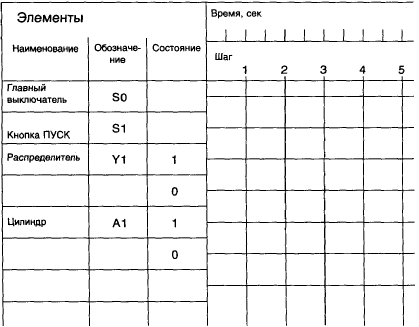 Элементы
Время, сек
Наименование
Обозначе-
ние
Состояние
Шаг
1 2 3 4 5
Главный
выключатель
S0
Кнопка ПУСК
S1
Распределитель Y1 1
0
Цилиндр A1 1
0